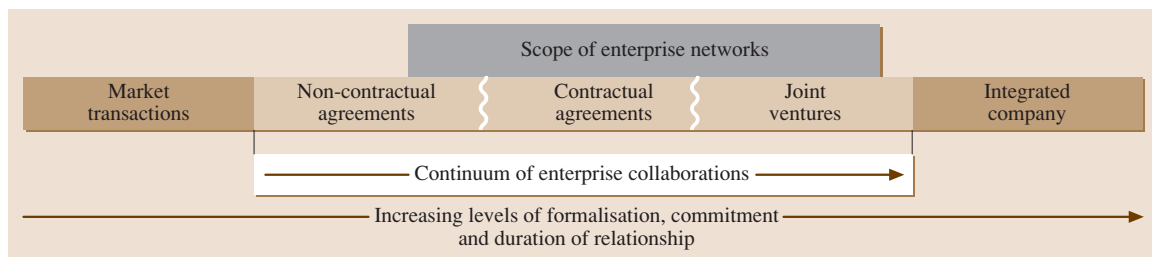 Scope of enterprise networks
Market
transactions
Non-contractual
agreements
Contractual
agreements
Joint
ventures
Integrated
company
Continuum of enterprise collaborations
Increasing levels of formalisation, commitment
and duration of relationship